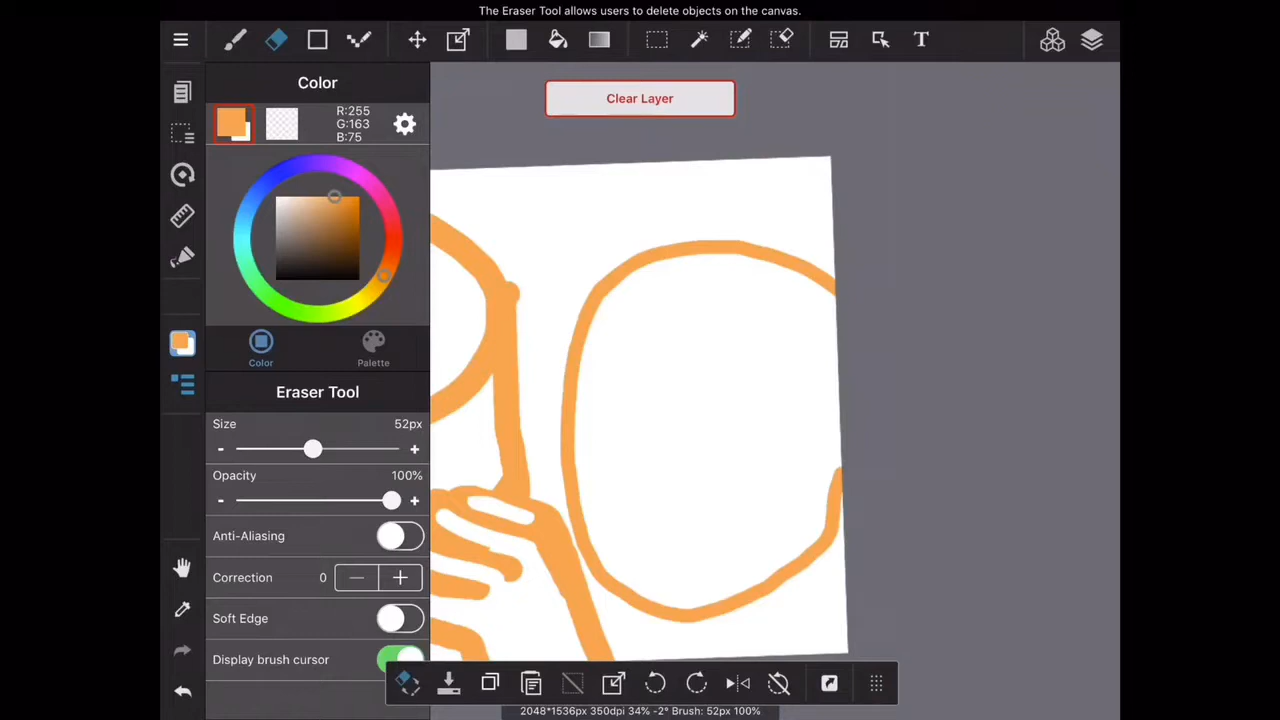 The Eraser Tool allows users to delete objects on the canvas.
T
Color
Clear Layer
R:255
G:163
B:75
Color
Palette
Eraser Tool
Size 52px
- +
Opacity 100%
- +
Anti-Aliasing
Correction 0 — +
Soft Edge
Display brush cursor
2048*1536px 350dpi 34% -2° Brush: 52px 100%